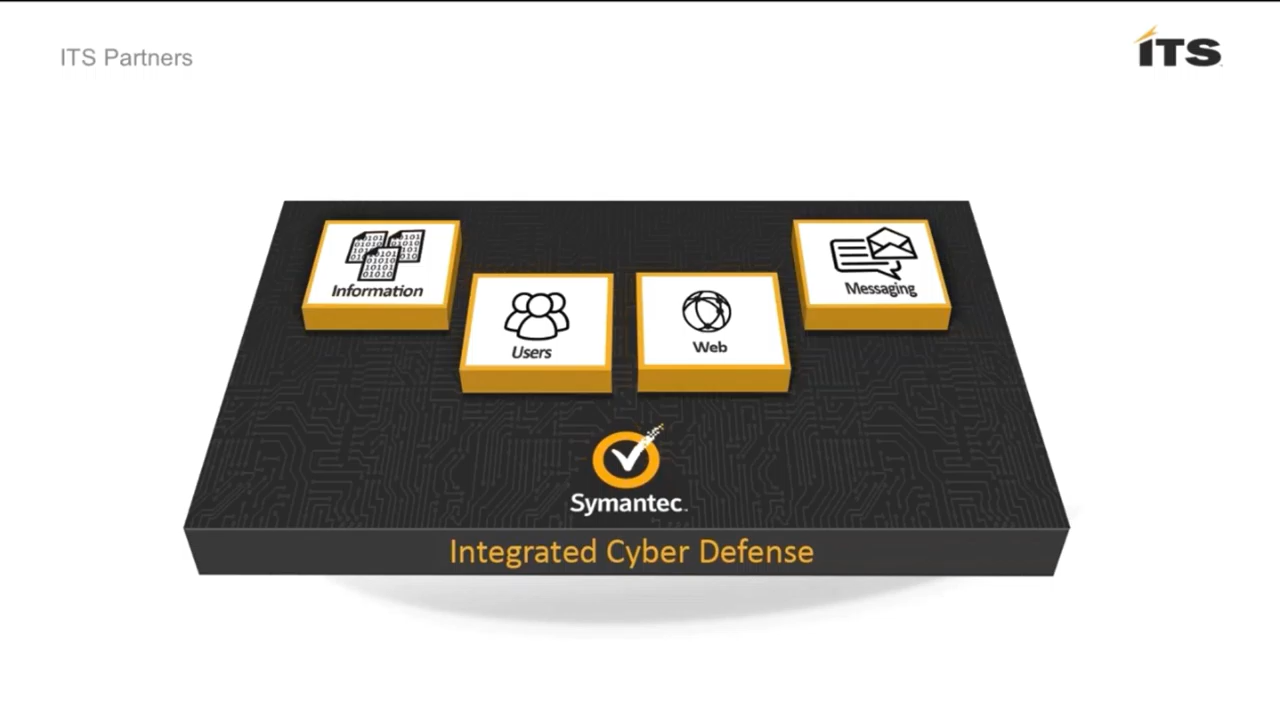 ITS Partners
iTS
Information
Users
Web
Messaging
Symantec.
Integrated Cyber Defense